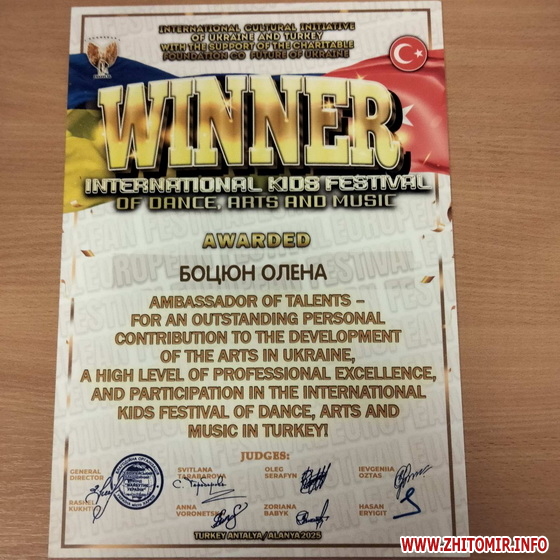 INTERNATIONAL CULTURAL INITIATIVE
OF UKRAINE AND TURKEY
WITH THE SUPPORT OF THE CHARITABLE
FOUNDATION CO FUTURE OF UKRAINE
WINNER
INTERNATIONAL KIDS FESTIVAL
OF DANCE, ARTS AND MUSIC
AWARDED
БОЦЮН ОЛЕНА
AMBASSADOR OF TALENTS –
FOR AN OUTSTANDING PERSONAL
CONTRIBUTION TO THE DEVELOPMENT
OF THE ARTS IN UKRAINE,
A HIGH LEVEL OF PROFESSIONAL EXCELLENCE,
AND PARTICIPATION IN THE INTERNATIONAL
KIDS FESTIVAL OF DANCE, ARTS AND
MUSIC IN TURKEY!
JUDGES:
GENERAL
DIRECTOR
KUKHT
SVITLANA
TARABAROVA
OLEG
SERAFYN
IEVGENIIA
OZTAS
ANNA
ZORIANA
BABYK
HASAN
ERYIGIT
TURKEY ANTALYA/ ALANYA 2025
WWW.ZHITOMIR.INFO